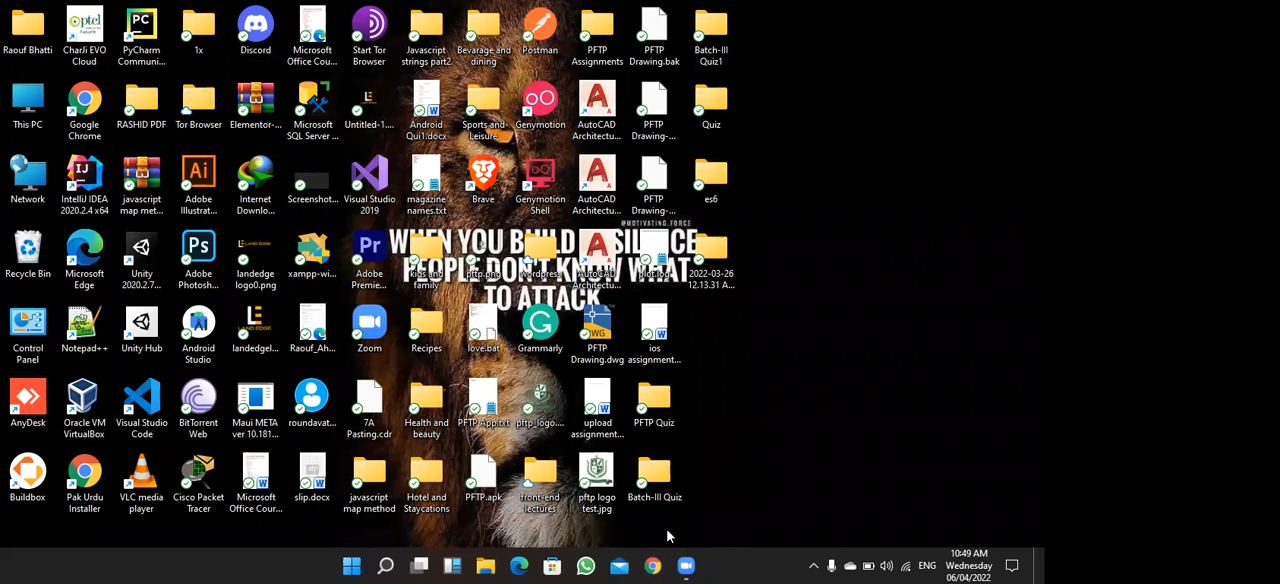 Raouf Bhatti
CharJi EVO Cloud
PyCharm Communi...
1x
Discord
Microsoft Office Cou...
Start Tor Browser
Javascript strings part2
Bevarage and dining
Postman
PFTP Assignments
PFTP Drawing.bak
Batch-III Quiz1
This PC
Google Chrome
RASHID PDF
Tor Browser
Elementor-...
Microsoft SQL Server ...
Untitled-1....
Android Qui1.docx
Sports and Leisure
Genymotion
AutoCAD Architectu...
PFTP Drawing-...
Quiz
Network
IntelliJ IDEA 2020.2.4 x64
javascript map met...
Adobe Illustrat...
Internet Downlo...
Screenshot...
Visual Studio 2019
magazine names.txt
Brave
Genymotion Shell
AutoCAD Architectu...
PFTP Drawing-...
es6
@MOTIVATING.FORCE
WHEN YOU BUILD IN SILENCE
PEOPLE DON'T KNOW WHAT
TO ATTACK
Recycle Bin
Microsoft Edge
Unity 2020.2.7...
Adobe Photosh...
landedge logo0.png
xampp-wi...
Adobe Premie...
kids and family
pftp.png
wordpress
AutoCAD Architectu...
plot.log
2022-03-26 12.13.31 A...
Control Panel
Notepad++
Unity Hub
Android Studio
landedgel...
Raouf_Ah...
Zoom
Recipes
love.bat
Grammarly
PFTP Drawing.dwg
ios assignment...
AnyDesk
Oracle VM VirtualBox
Visual Studio Code
BitTorrent Web
Maui META ver 10.181...
roundavat...
7A Pasting.cdr
Health and beauty
PFTP App.txt
pftp_logo....
upload assignment...
PFTP Quiz
Buildbox
Pak Urdu Installer
VLC media player
Cisco Packet Tracer
Microsoft Office Cour...
slip.docx
javascript map method
Hotel and Staycations
PFTP.apk
front-end lectures
pftp logo test.jpg
Batch-III Quiz
ENG
10:49 AM
Wednesday
06/04/2022